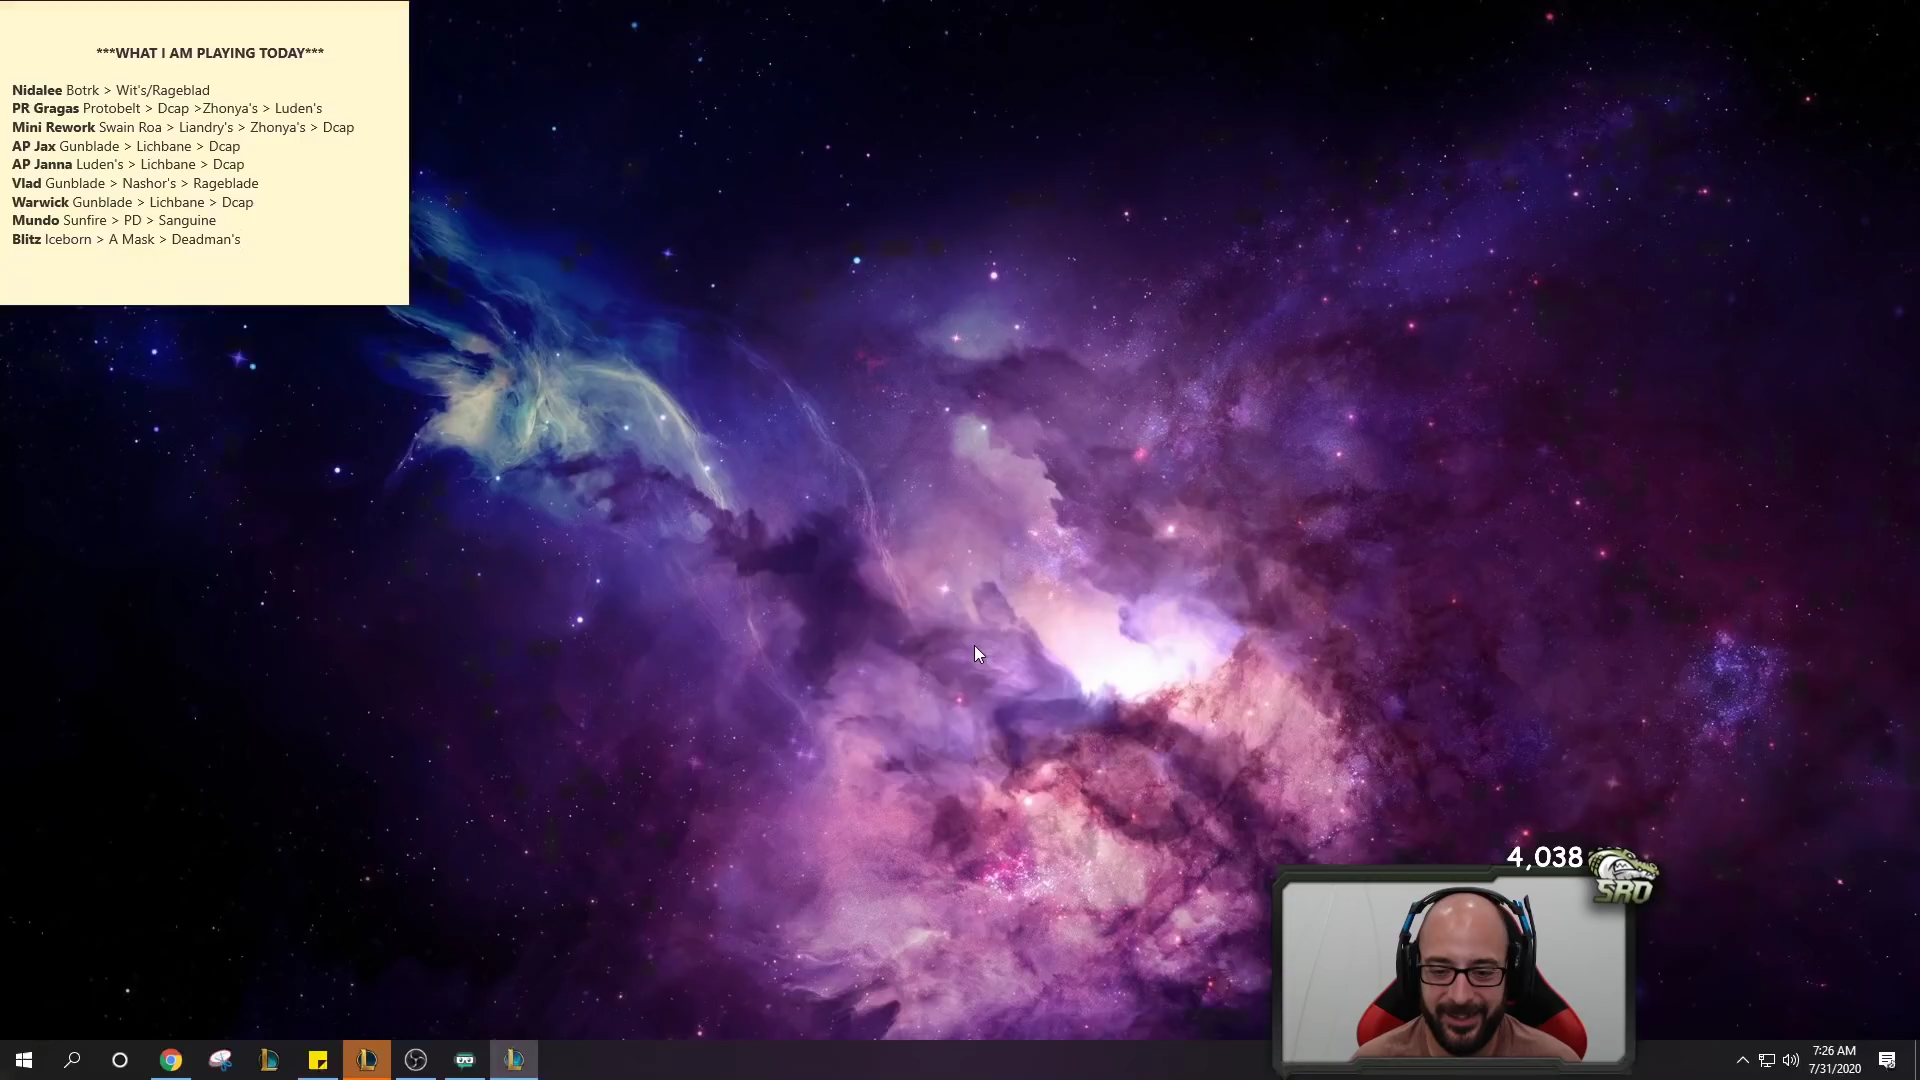 ***WHAT I AM PLAYING TODAY***
Nidalee Botrk > Wit's/Rageblad
PR Gragas Protobelt > Dcap >Zhonya's > Luden's
Mini Rework Swain Roa > Liandry's > Zhonya's > Dcap
AP Jax Gunblade > Lichbane > Dcap
AP Janna Luden's > Lichbane > Dcap
Vlad Gunblade > Nashor's > Rageblade
Warwick Gunblade > Lichbane > Dcap
Mundo Sunfire > PD > Sanguine
Blitz Iceborn > A Mask > Deadman's
4,038
SRO
7:26 AM
7/31/2020